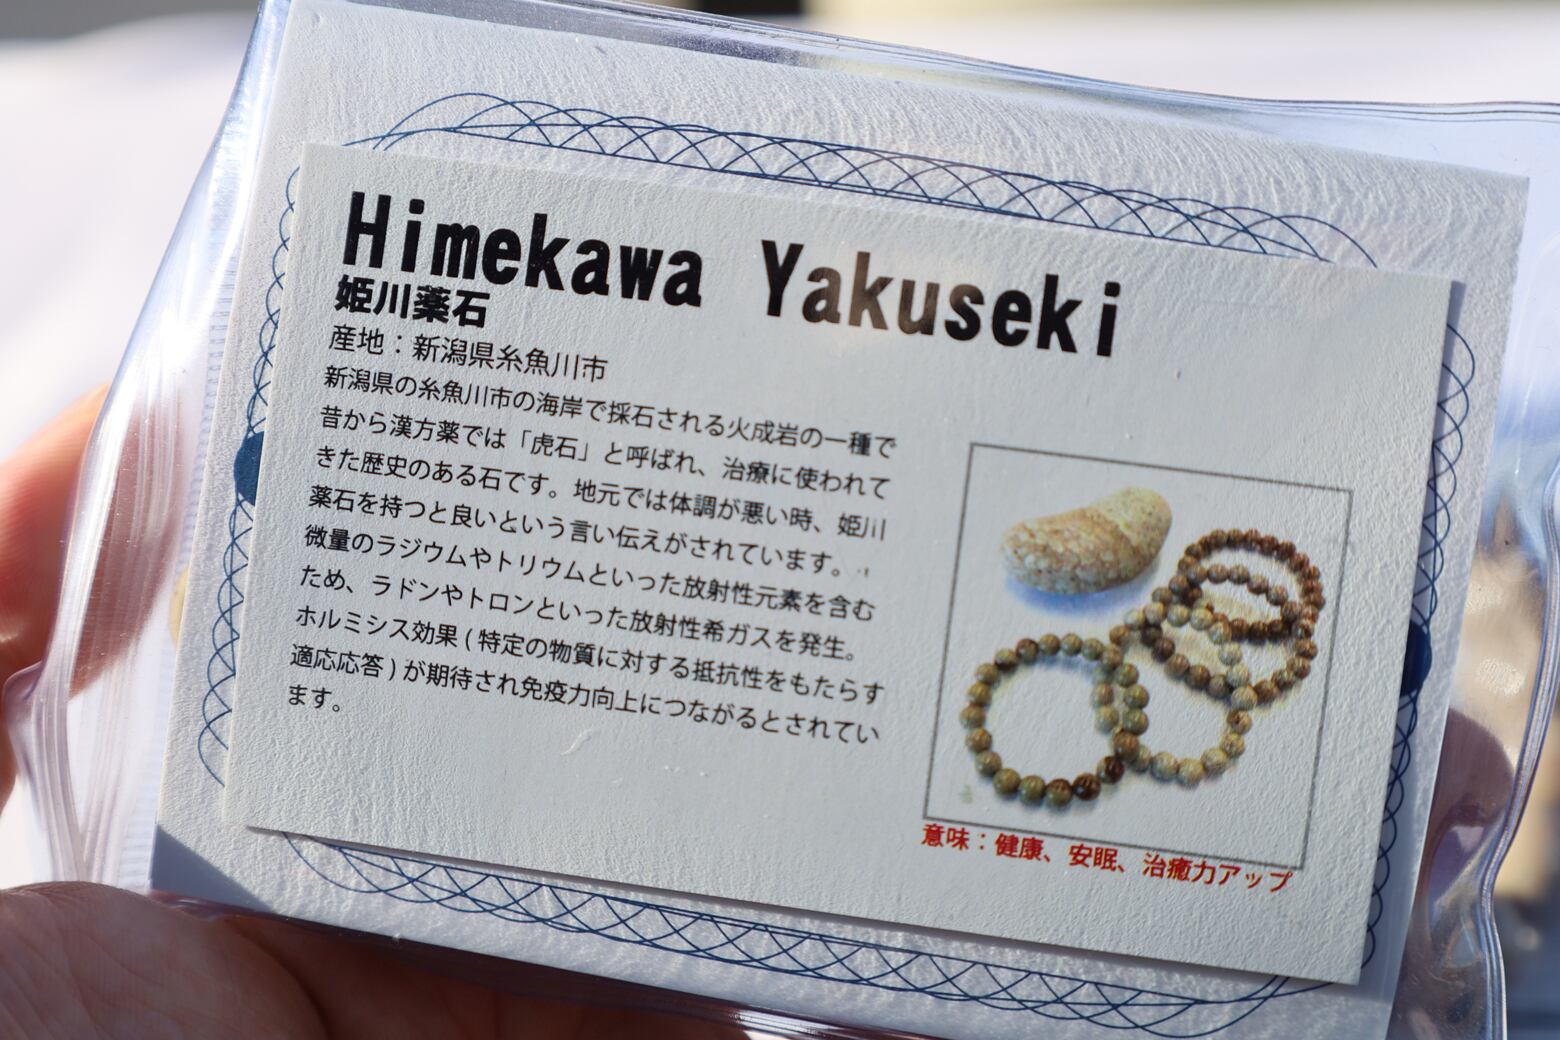 Himekawa Yakuseki
姫川薬石
産地：新潟県糸魚川市
新潟県の糸魚川市の海岸で採石される火成岩の一種で
昔から漢方薬では「虎石」と呼ばれ、治療に使われて
きた歴史のある石です。地元では体調が悪い時、姫川
薬石を持つと良いという言い伝えがされています。
微量のラジウムやトリウムといった放射性元素を含む
ため、ラドンやトロンといった放射性希ガスを発生。
ホルミシス効果(特定の物質に対する抵抗性をもたらす
適応応答)が期待され免疫力向上につながるとされてい
ます。
意味：健康、安眠、治癒力アップ